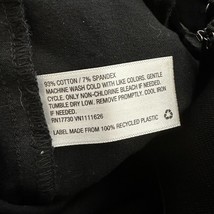 93% COTTON / 7% SPANDEX
MACHINE WASH COLD WITH LIKE COLORS. GENTLE
CYCLE. ONLY NON-CHLORINE BLEACH IF NEEDED.
TUMBLE DRY LOW. REMOVE PROMPTLY. COOL IRON
IF NEEDED.
RN17730 VN1111626
LABEL MADE FROM 100% RECYCLED PLASTIC